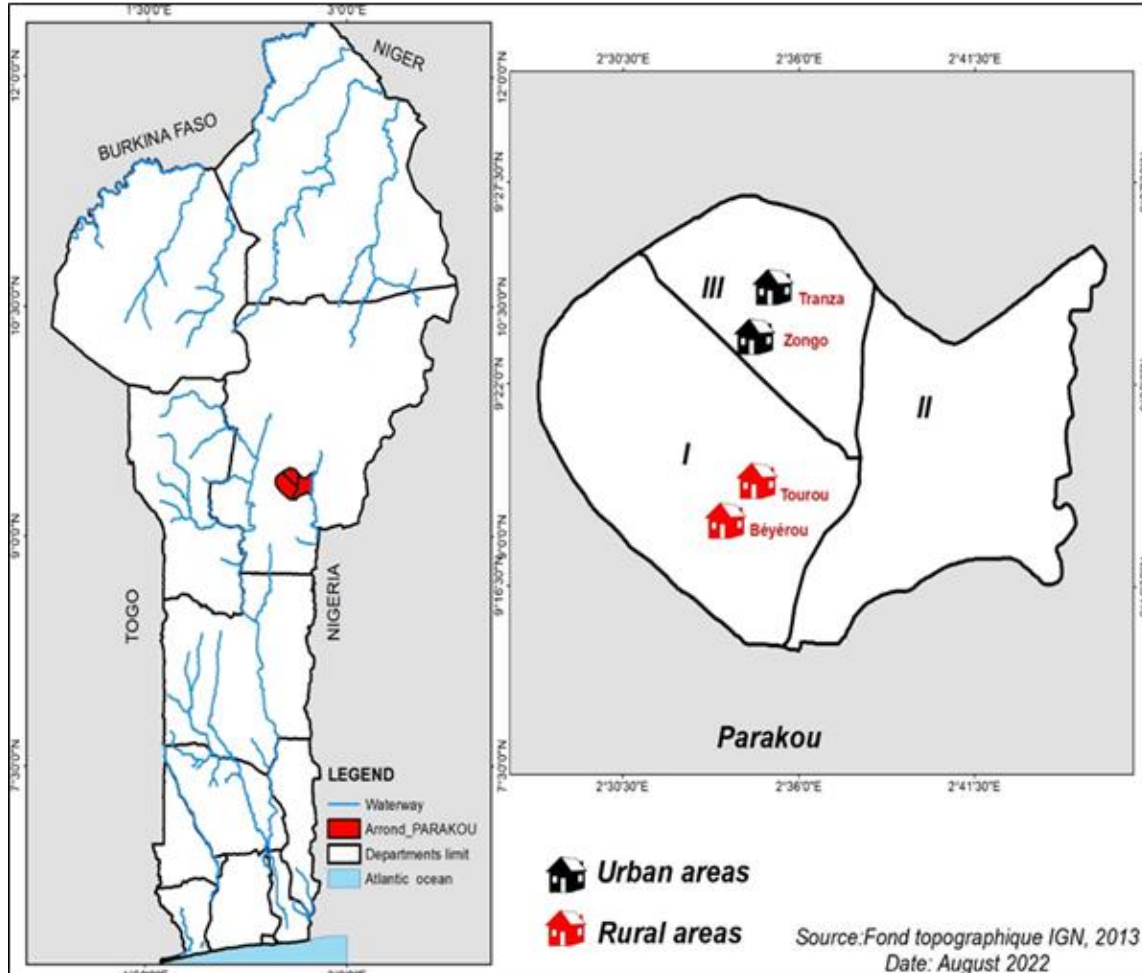 1°30'0"E
3°0'0"E
12°0'0"N
10°30'0"N
9°0'0"N
7°30'0"N
NIGER
BURKINA FASO
TOGO
NIGERIA
LEGEND
Waterway
Arrond_PARAKOU
Departments limit
Atlantic ocean
2°30'30"E
2°36'0"E
2°41'30"E
12°0'0"N
9°27'30"N
10°30'0"N
9°22'0"N
9°0'0"N
9°16'30"N
7°30'0"N
III
Tranza
Zongo
II
I
Tourou
Béyérou
Parakou
2°30'30"E
2°36'0"E
2°41'30"E
Urban areas
Rural areas
Source:Fond topographique IGN, 2013
Date: August 2022